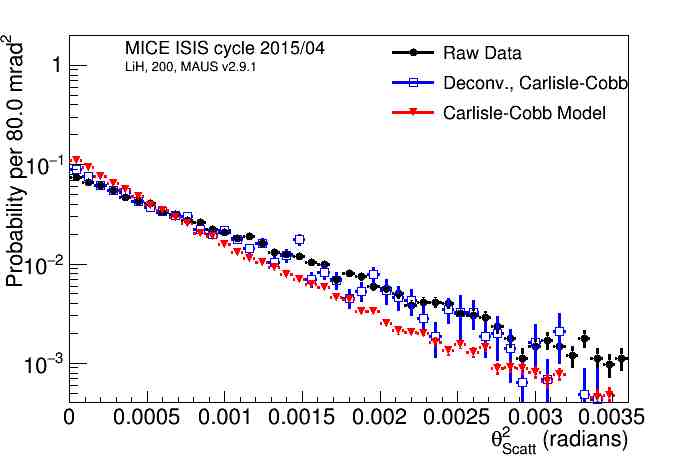 MICE ISIS cycle 2015/04
LiH, 200, MAUS v2.9.1
Raw Data
Deconv., Carlisle-Cobb
Carlisle-Cobb Model
Probability per 80.0 mrad²
1
10⁻¹
10⁻²
10⁻³
0 0.0005 0.001 0.0015 0.002 0.0025 0.003 0.0035
θ²Scatt (radians)